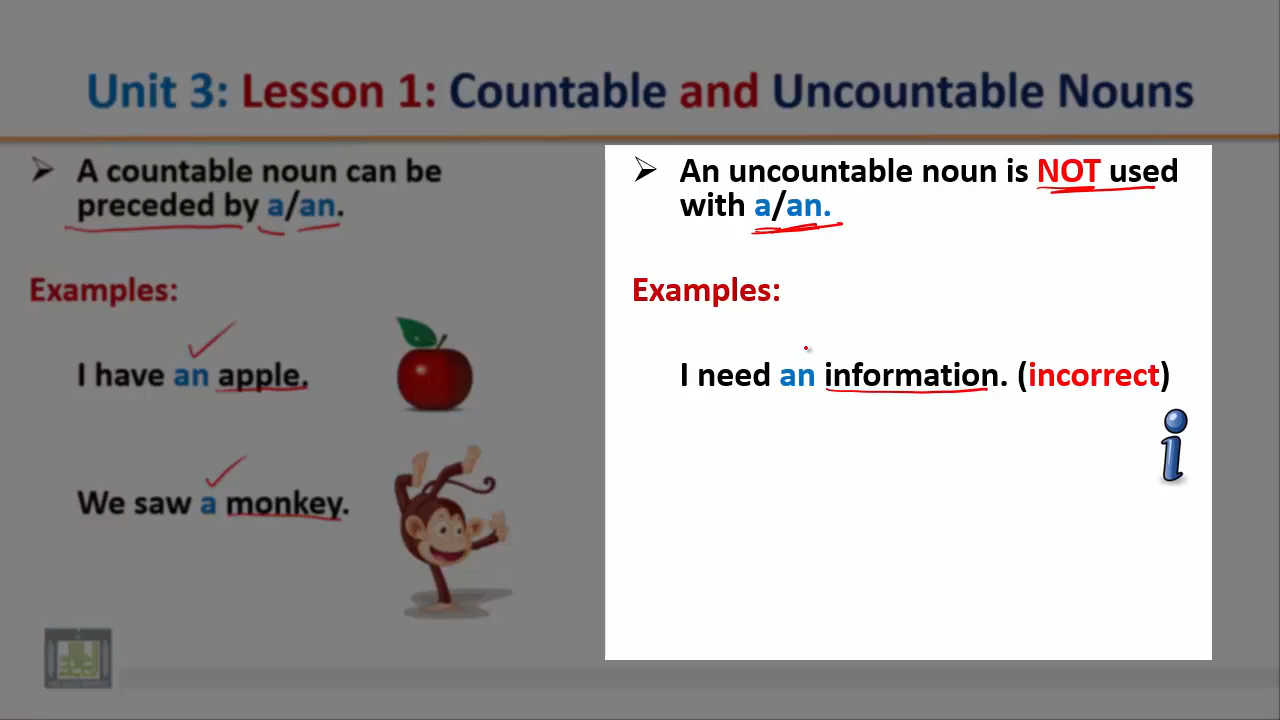 Unit 3: Lesson 1: Countable and Uncountable Nouns
➢ A countable noun can be
preceded by a/an.
Examples:
I have an apple.
We saw a monkey.
➢ An uncountable noun is NOT used
with a/an.
Examples:
I need an information. (incorrect)
i